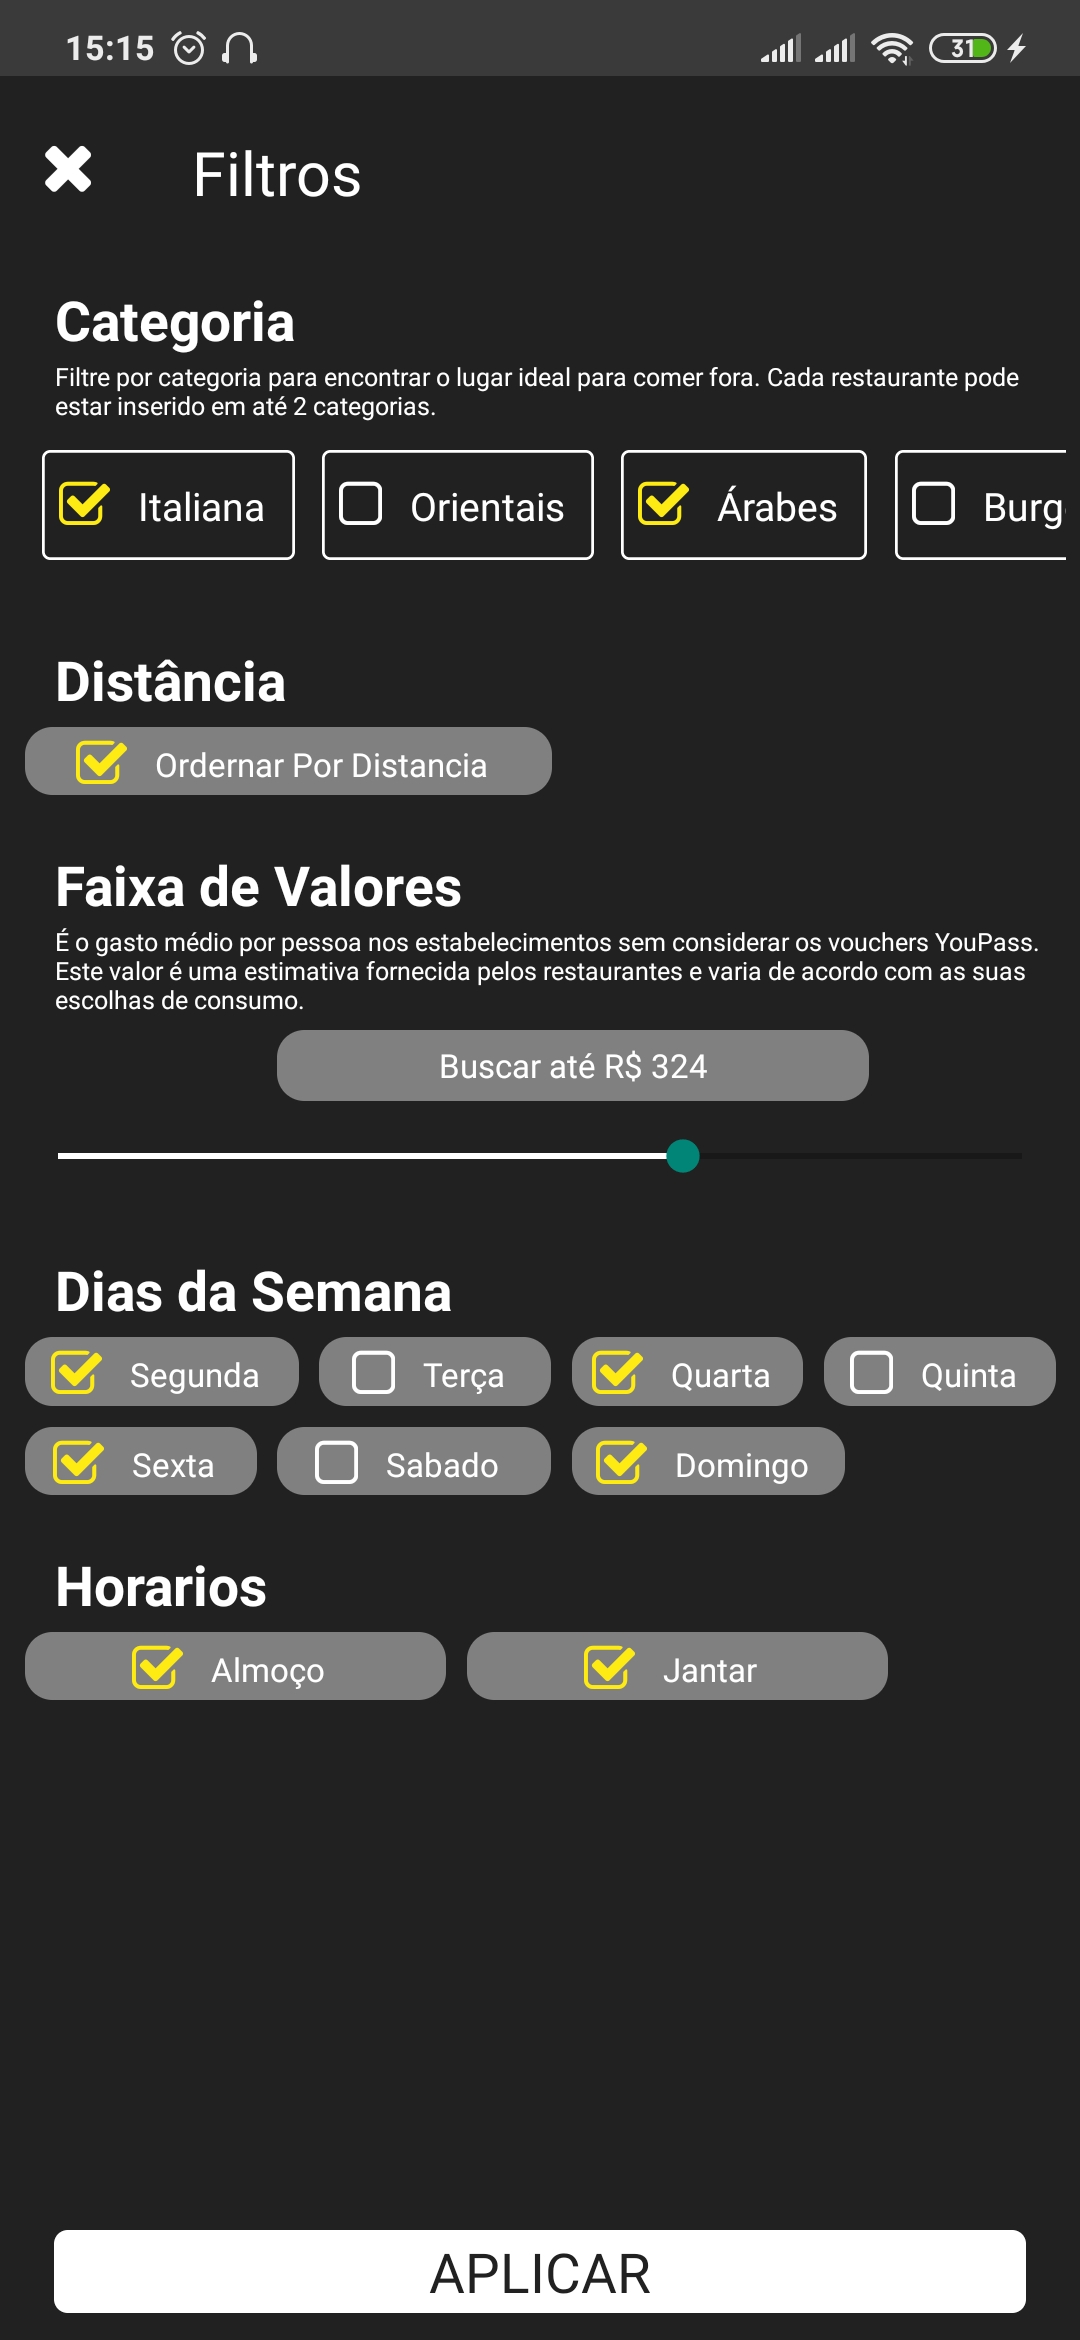 15:15
31
Filtros
Categoria
Filtre por categoria para encontrar o lugar ideal para comer fora. Cada restaurante pode
estar inserido em até 2 categorias.
Italiana Orientais Árabes Burg
Distância
Ordernar Por Distancia
Faixa de Valores
É o gasto médio por pessoa nos estabelecimentos sem considerar os vouchers YouPass.
Este valor é uma estimativa fornecida pelos restaurantes e varia de acordo com as suas
escolhas de consumo.
Buscar até R$ 324
Dias da Semana
Segunda Terça Quarta Quinta
Sexta Sabado Domingo
Horarios
Almoço Jantar
APLICAR